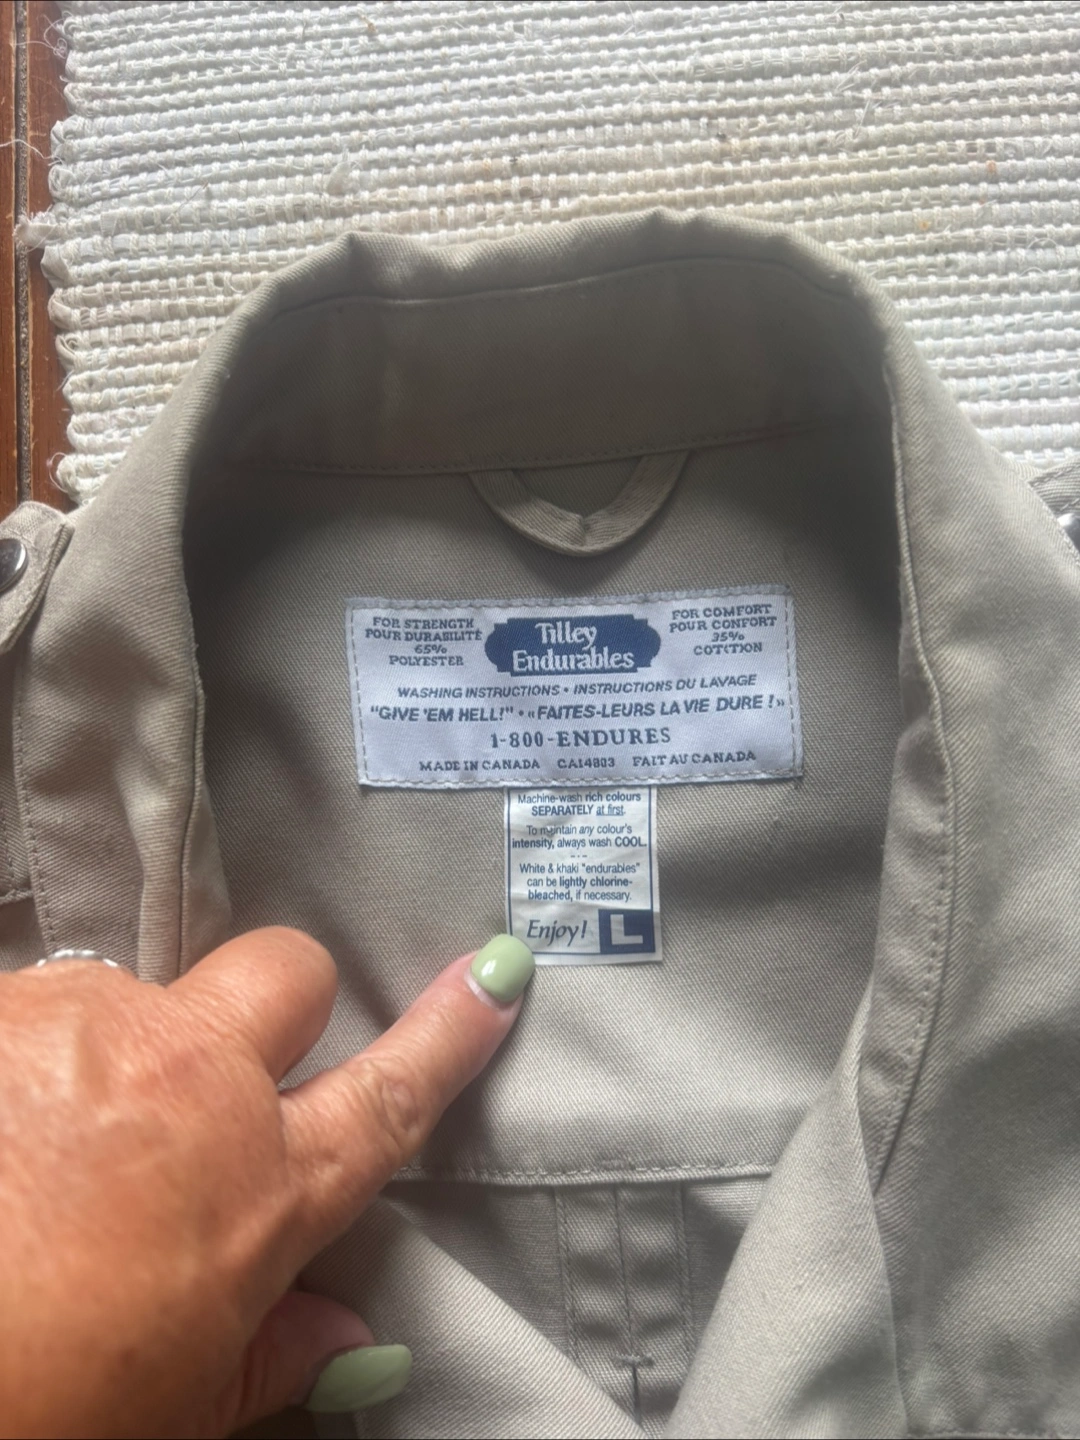 FOR STRENGTH
POUR DURABILITÉ
65%
POLYESTER
Tilley
Endurables
FOR COMFORT
POUR CONFORT
35%
COT(T)ON
WASHING INSTRUCTIONS • INSTRUCTIONS DU LAVAGE
"GIVE 'EM HELL!" • «FAITES-LEURS LA VIE DURE !»
1-800-ENDURES
MADE IN CANADA CA14803 FAIT AU CANADA
Machine-wash rich colours
SEPARATELY at first.
To maintain any colour's
intensity, always wash COOL.
White & khaki "endurables"
can be lightly chlorine-
bleached, if necessary.
Enjoy! L